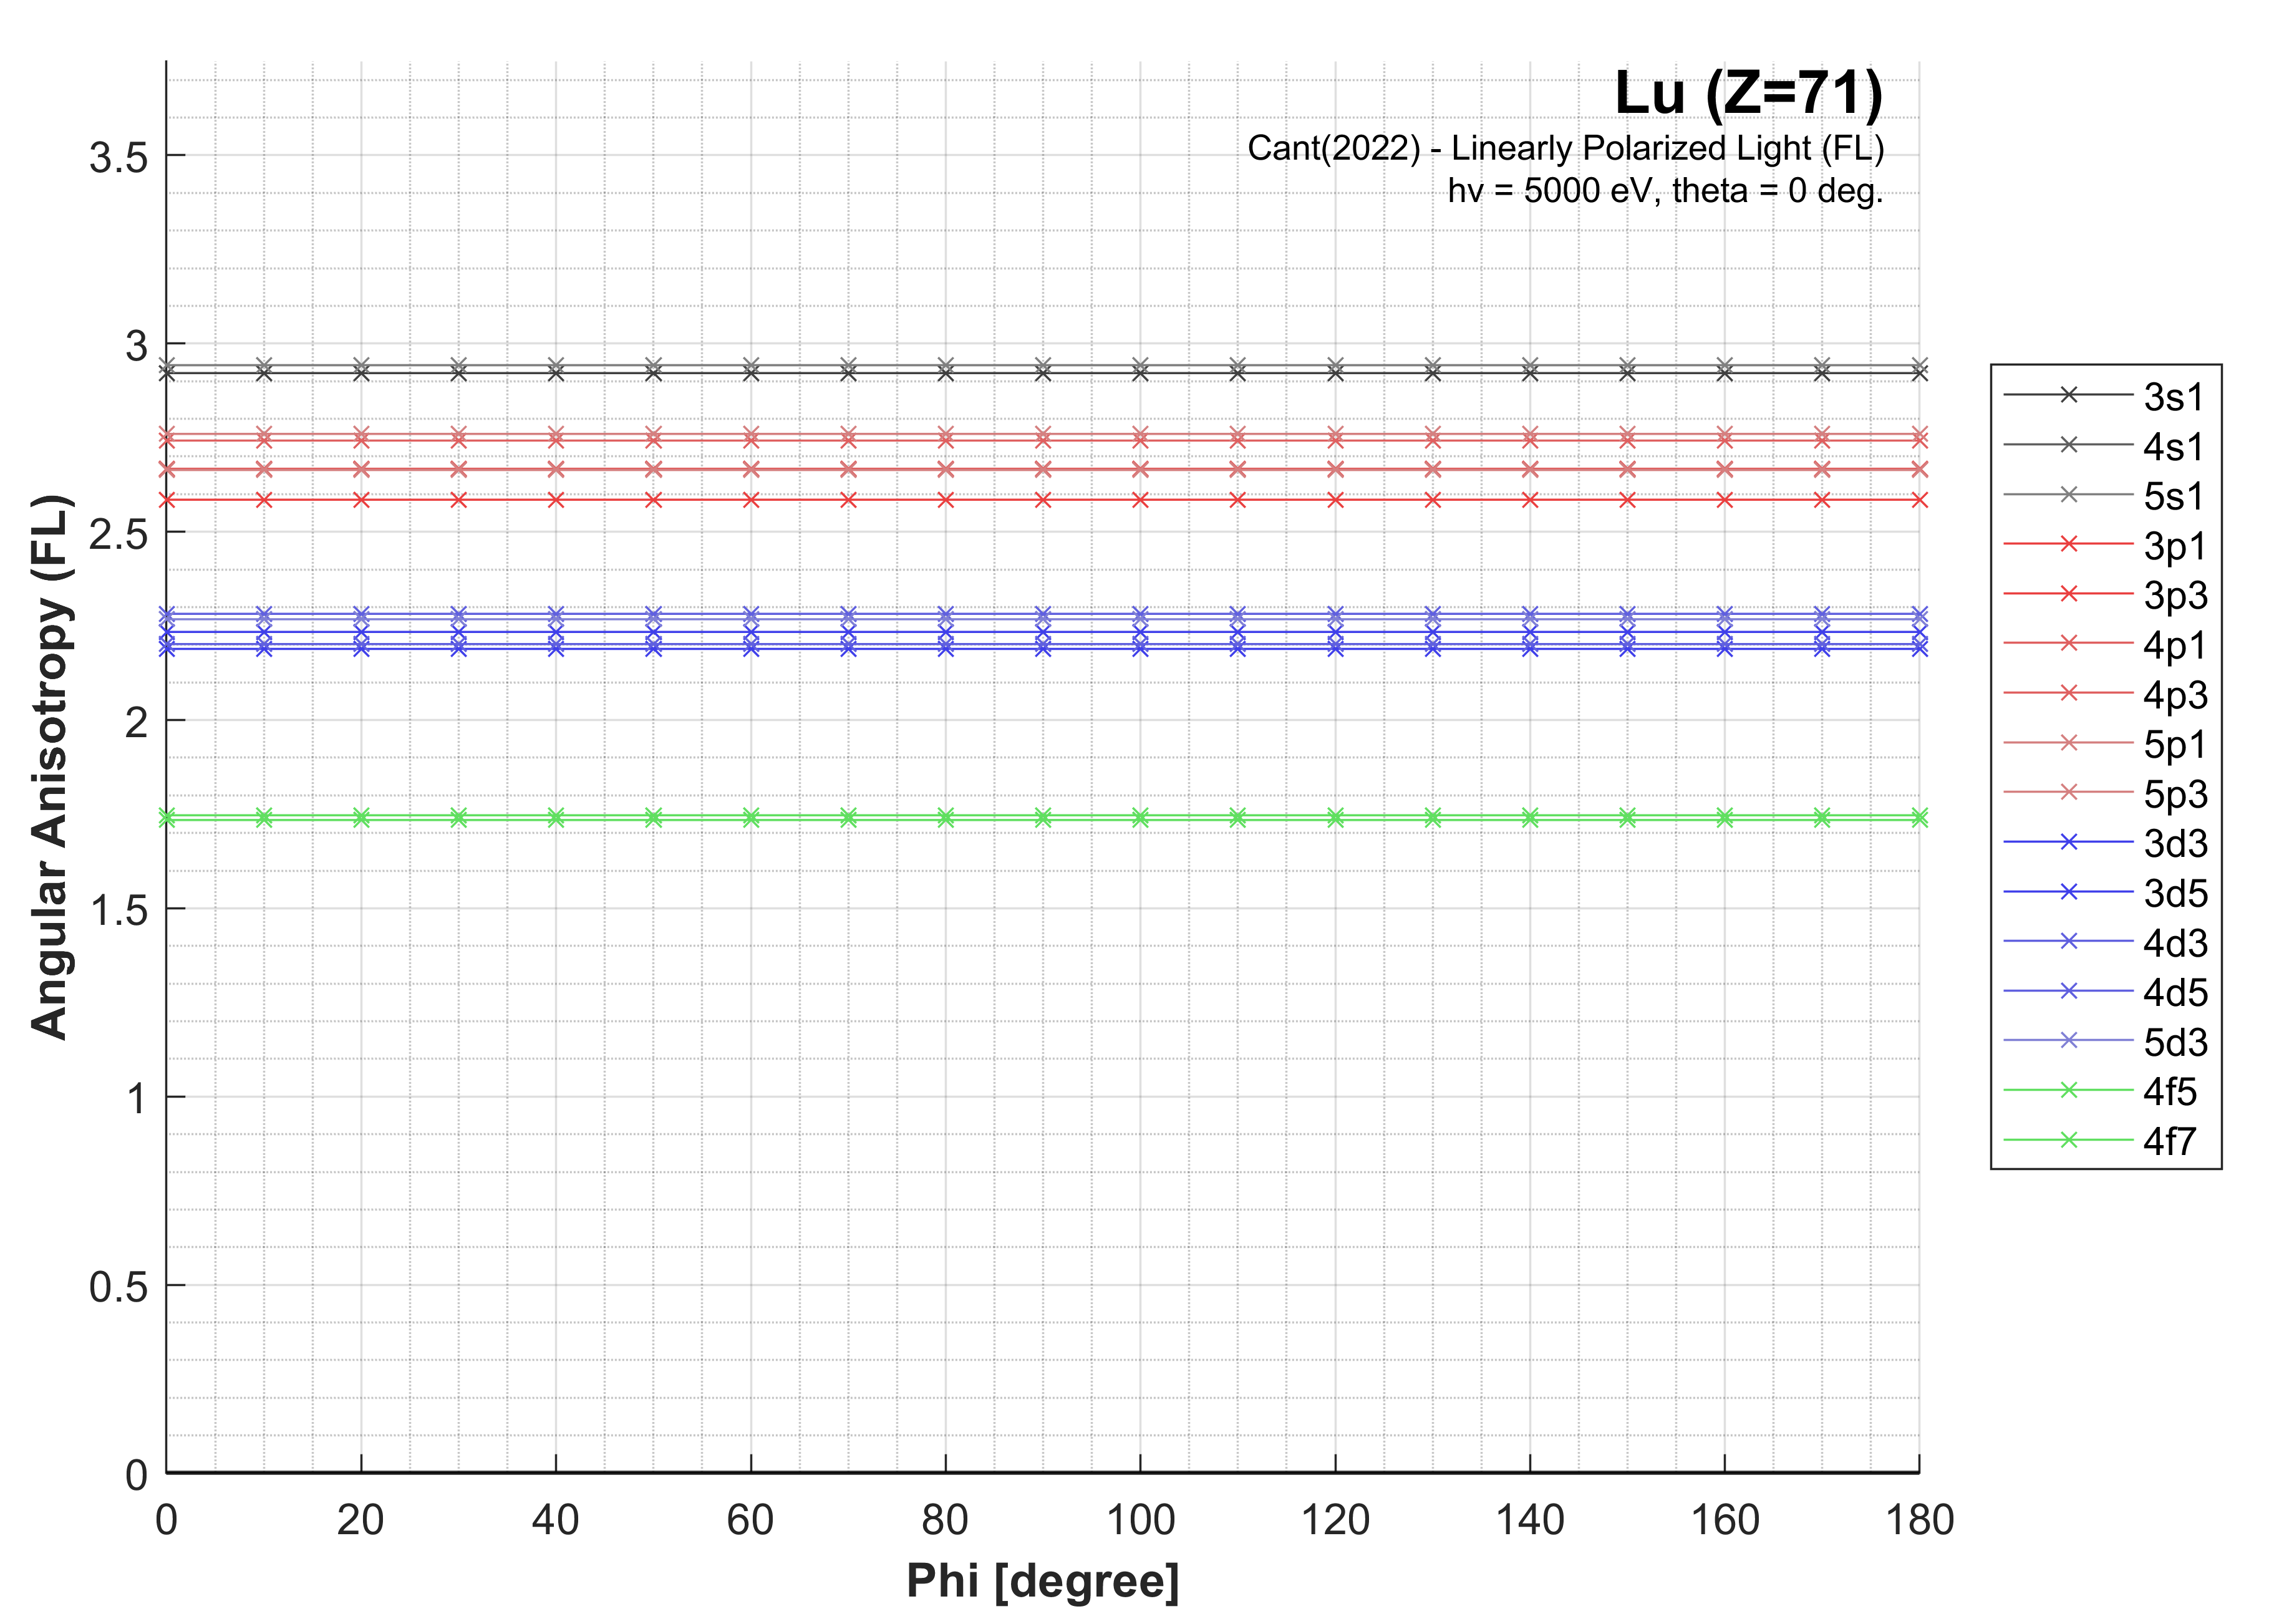 Lu (Z=71)
Cant(2022) - Linearly Polarized Light (FL)
hv = 5000 eV, theta = 0 deg.
Angular Anisotropy (FL)
3.5
3
2.5
2
1.5
1
0.5
0
0 20 40 60 80 100 120 140 160 180
Phi [degree]
3s1
4s1
5s1
3p1
3p3
4p1
4p3
5p1
5p3
3d3
3d5
4d3
4d5
5d3
4f5
4f7